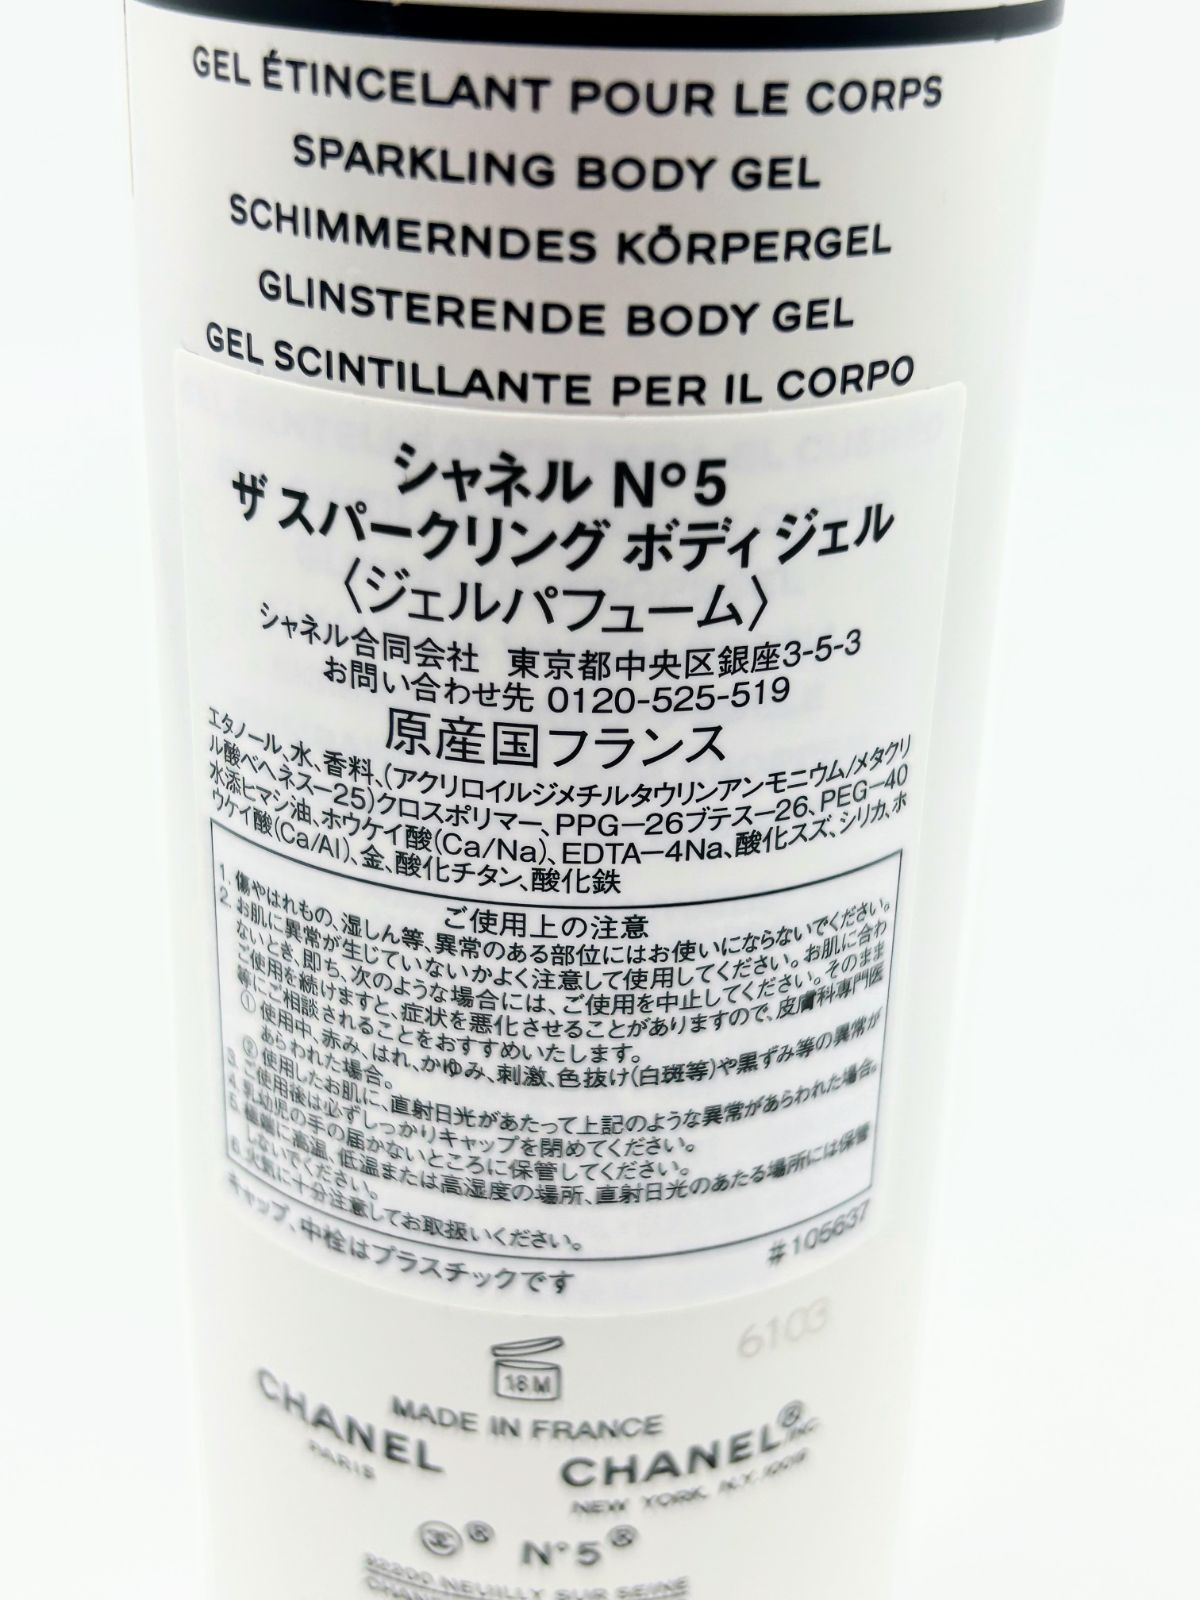 GEL ÉTINCELANT POUR LE CORPS
SPARKLING BODY GEL
SCHIMMERNDES KÖRPERGEL
GLINSTERENDE BODY GEL
GEL SCINTILLANTE PER IL CORPO
シャネル N°5
ザ スパークリング ボディ ジェル
〈ジェルパフューム〉
シャネル合同会社 東京都中央区銀座3-5-3
お問い合わせ先 0120-525-519
原産国フランス
エタノール、水、香料、(アクリロイルジメチルタウリンアンモニウム/メタクリ
ル酸ベヘネス－25)クロスポリマー、PPG－26ブテス－26、PEG－40
水添ヒマシ油、ホウケイ酸(Ca/Na)、EDTA－4Na、酸化スズ、シリカ、ホ
ウケイ酸(Ca/Al)、金、酸化チタン、酸化鉄
ご使用上の注意
1. 傷やはれもの、湿しん等、異常のある部位にはお使いにならないでください。
2. お肌に異常が生じていないかよく注意して使用してください。お肌に合わ
ないとき、即ち、次のような場合には、ご使用を中止してください。そのまま
ご使用を続けますと、症状を悪化させることがありますので、皮膚科専門医
等にご相談されることをおすすめいたします。
① 使用中、赤み、はれ、かゆみ、刺激、色抜け(白斑等)や黒ずみ等の異常が
あらわれた場合。
② 使用したお肌に、直射日光があたって上記のような異常があらわれた場合。
3. ご使用後は必ずしっかりキャップを閉めてください。
4. 乳幼児の手の届かないところに保管してください。
5. 極端に高温、低温または高湿度の場所、直射日光のあたる場所には保管
しないでください。
6. 火気に十分注意してお取扱いください。
キャップ、中栓はプラスチックです
#105637
6103
18M
MADE IN FRANCE
CHANEL
PARIS
CHANEL® INC.
NEW YORK, N.Y.
® N°5®
92200 NEUILLY SUR SEINE